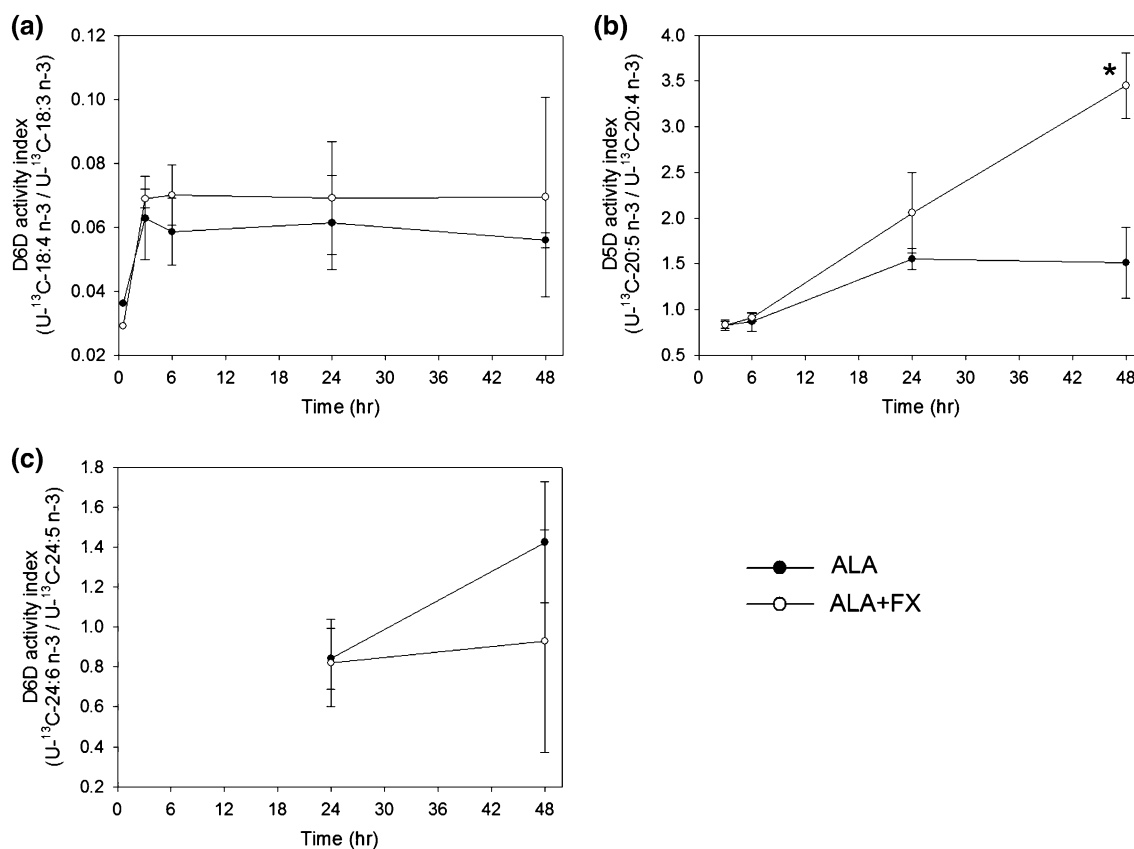 (a)
0.12
0.10
0.08
0.06
0.04
0.02
D6D activity index
(U-¹³C-18:4 n-3 / U-¹³C-18:3 n-3)
0 6 12 18 24 30 36 42 48
Time (hr)
(b)
4.0
3.5
3.0
2.5
2.0
1.5
1.0
0.5
D5D activity index
(U-¹³C-20:5 n-3 / U-¹³C-20:4 n-3)
*
0 6 12 18 24 30 36 42 48
Time (hr)
(c)
1.8
1.6
1.4
1.2
1.0
0.8
0.6
0.4
0.2
D6D activity index
(U-¹³C-24:6 n-3 / U-¹³C-24:5 n-3)
0 6 12 18 24 30 36 42 48
Time (hr)
ALA
ALA+FX